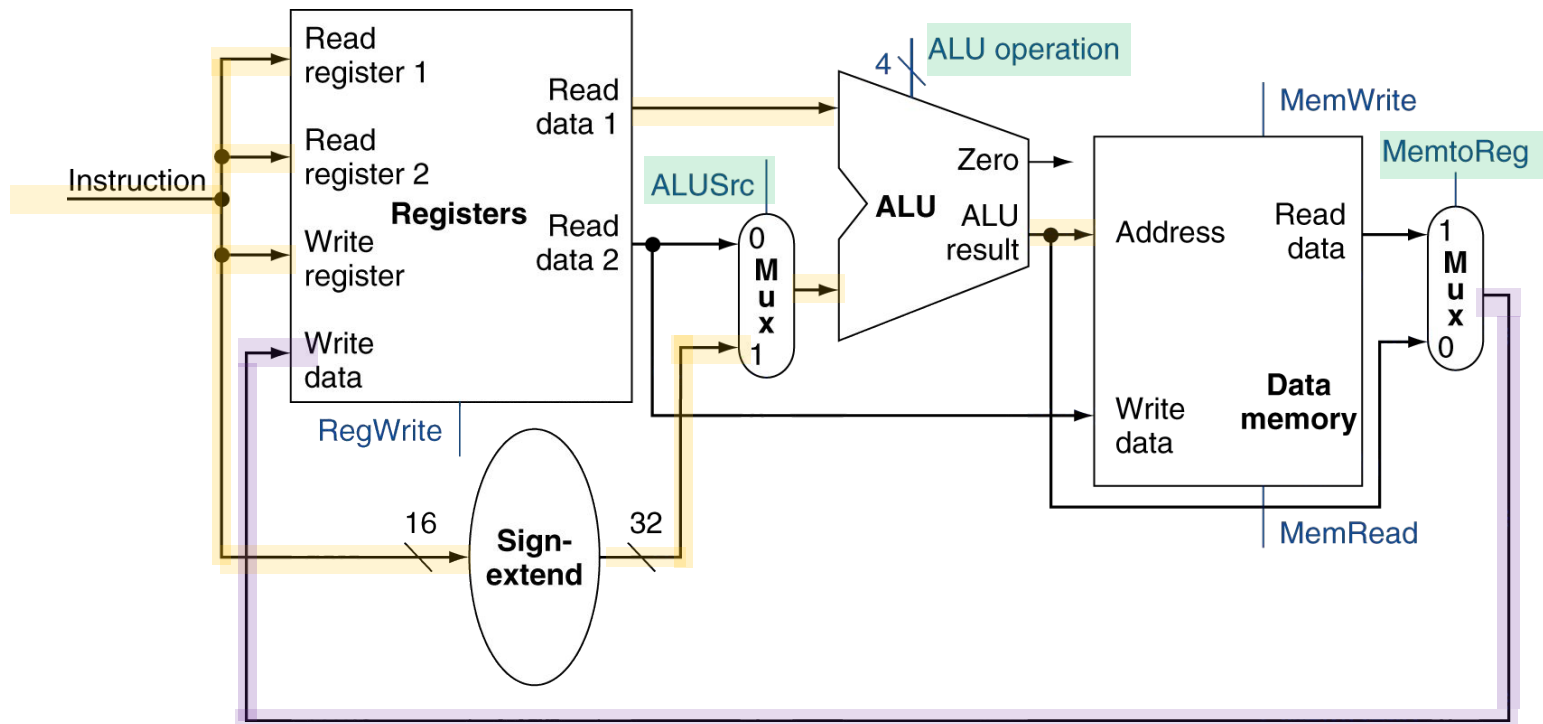 Instruction
Read
register 1
Read
register 2
Registers
Write
register
Write
data
Read
data 1
Read
data 2
RegWrite
16
Sign-
extend
32
ALUSrc
0
M
u
x
1
4
ALU operation
Zero
ALU
ALU
result
MemWrite
Address
Read
data
Write
data
Data
memory
MemRead
MemtoReg
1
M
u
x
0